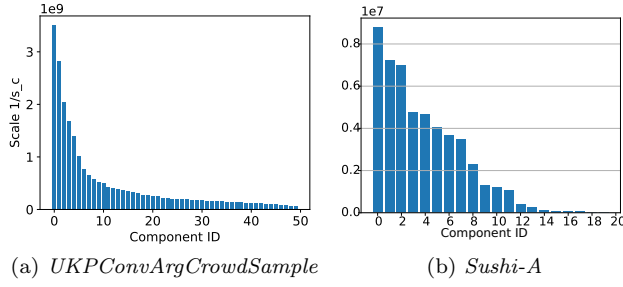 1e9
Scale 1/s_c
3
2
1
0
0 10 20 30 40 50
Component ID
(a) UKPConvArgCrowdSample
1e7
0.8
0.6
0.4
0.2
0.0
0 2 4 6 8 10 12 14 16 18 20
Component ID
(b) Sushi-A